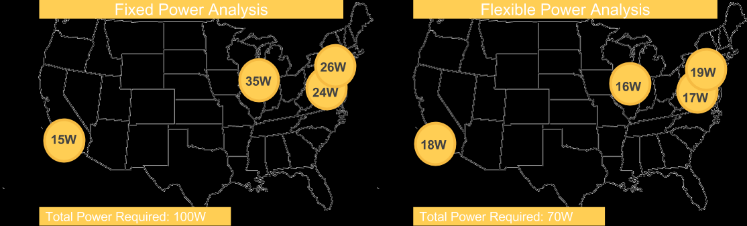 Fixed Power Analysis
26W
35W
24W
15W
Total Power Required: 100W
Flexible Power Analysis
19W
16W
17W
18W
Total Power Required: 70W